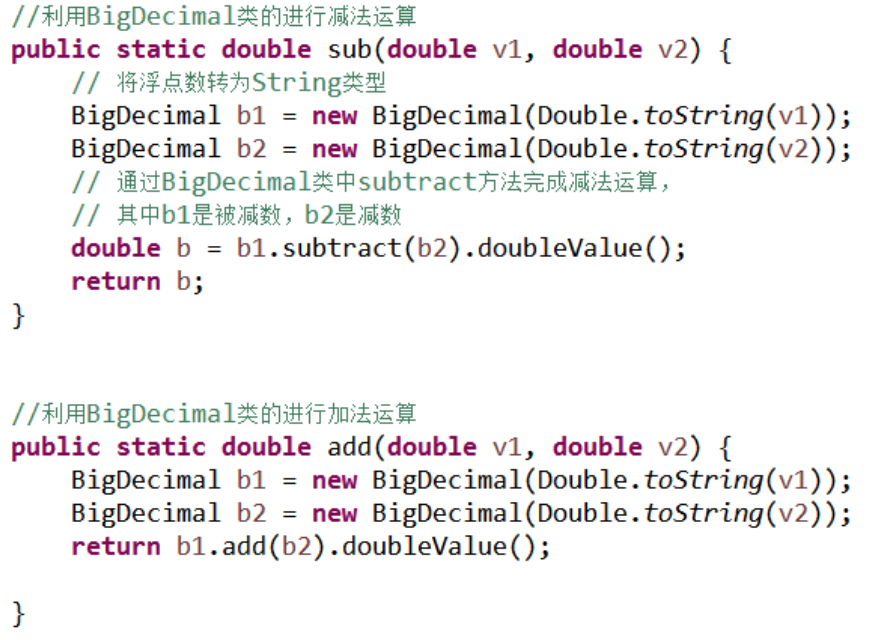 //利用BigDecimal类的进行减法运算
public static double sub(double v1, double v2) {
    // 将浮点数转为String类型
    BigDecimal b1 = new BigDecimal(Double.toString(v1));
    BigDecimal b2 = new BigDecimal(Double.toString(v2));
    // 通过BigDecimal类中subtract方法完成减法运算，
    // 其中b1是被减数，b2是减数
    double b = b1.subtract(b2).doubleValue();
    return b;
}
//利用BigDecimal类的进行加法运算
public static double add(double v1, double v2) {
    BigDecimal b1 = new BigDecimal(Double.toString(v1));
    BigDecimal b2 = new BigDecimal(Double.toString(v2));
    return b1.add(b2).doubleValue();
}